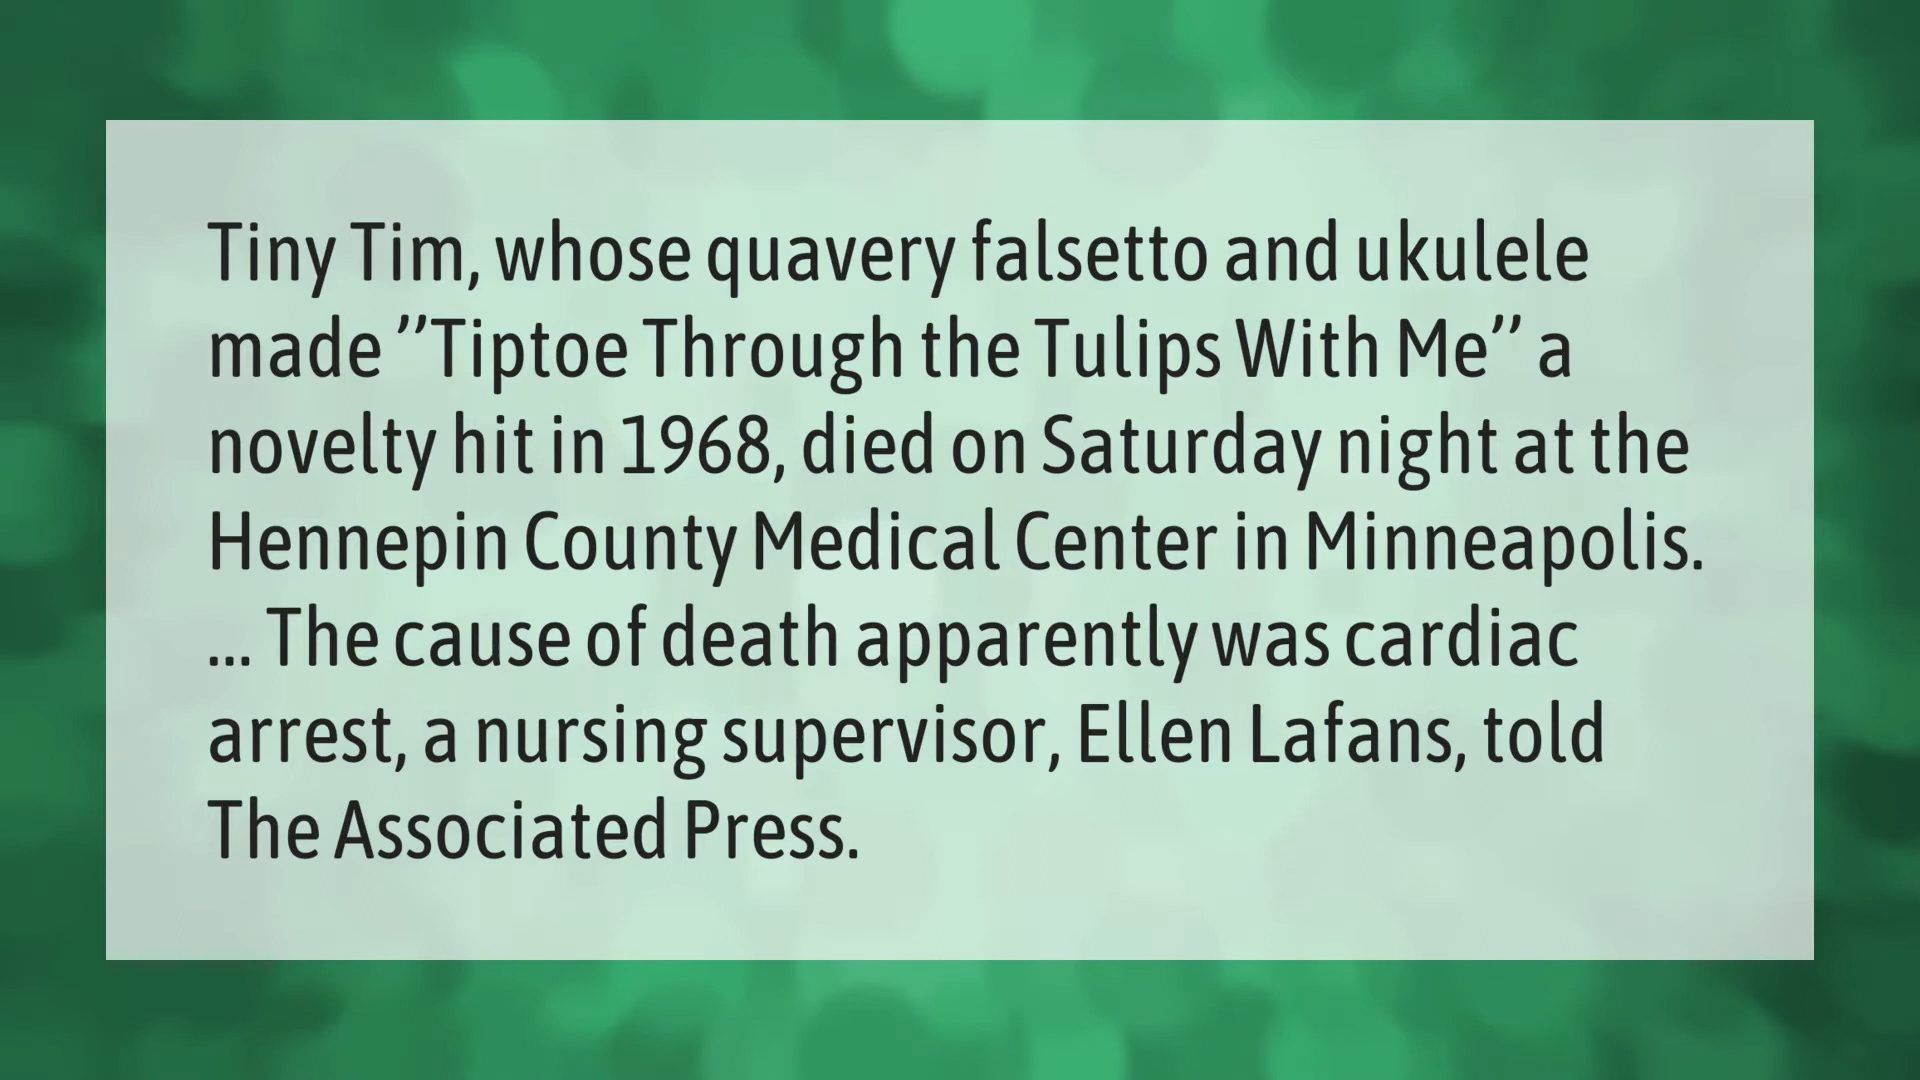 Tiny Tim, whose quavery falsetto and ukulele
made ’’Tiptoe Through the Tulips With Me’’ a
novelty hit in 1968, died on Saturday night at the
Hennepin County Medical Center in Minneapolis.
... The cause of death apparently was cardiac
arrest, a nursing supervisor, Ellen Lafans, told
The Associated Press.